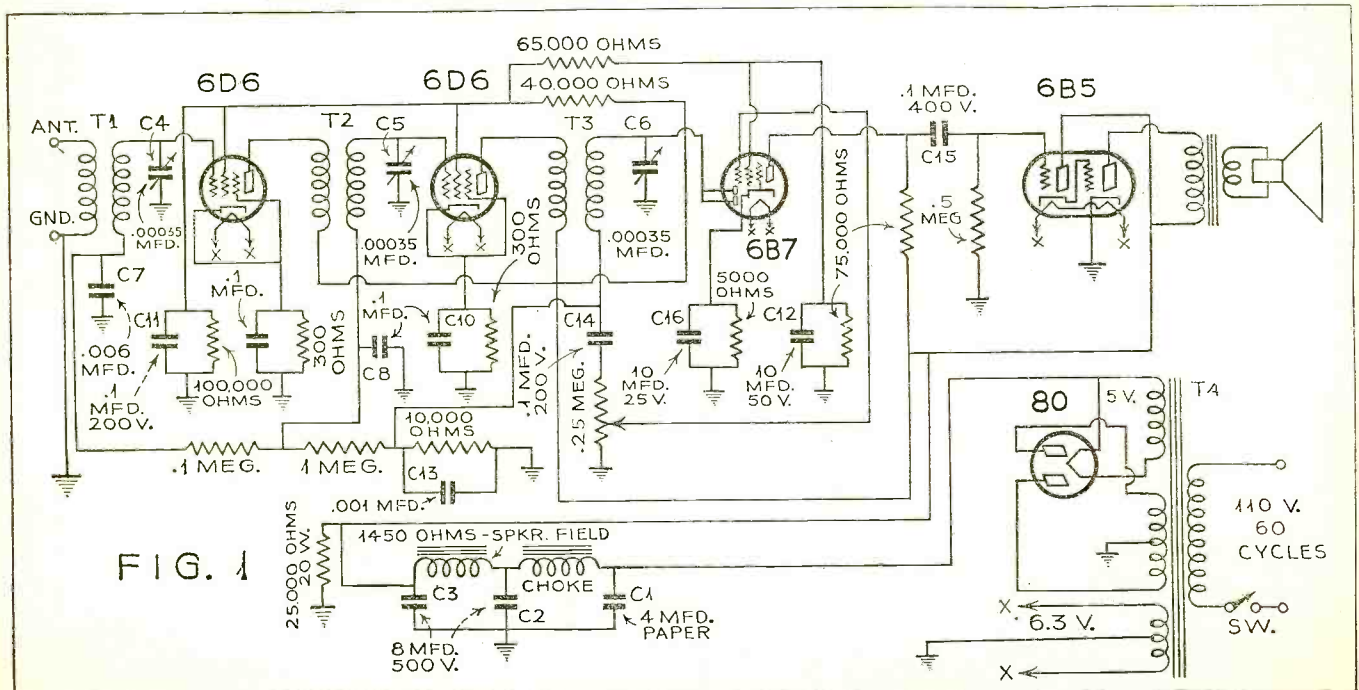 65.000 OHMS
40.000 OHMS
6D6
6D6
6B5
.1 MFD.
400 V.
ANT.
T1
C4
T2
C5
T3
C6
C15
GND.
.00035
MFD.
.00035
MFD.
300
OHMS
.00035
MFD.
6B7
75.000 OHMS
.5
MEG
X
X
X
X
X
X
X
X
C7
.1
MFD.
C11
.006
MFD.
.1
MFD.
200 V.
100,000
OHMS
300
OHMS
.1
MFD.
C10
C8
C14
.1 MFD.
200 V.
.25 MEG.
C16
5000
OHMS
C12
10
MFD.
25 V.
10
MFD.
50 V.
10,000
OHMS
.1 MEG.
1 MEG.
C13
.001 MFD.
80
5 V.
T4
110 V.
60
CYCLES
SW.
X
6.3 V.
X
25.000 OHMS
20 W.
1450 OHMS - SPKR. FIELD
CHOKE
C3
C2
C1
8 MFD.
500 V.
4 MFD.
PAPER
FIG. 1